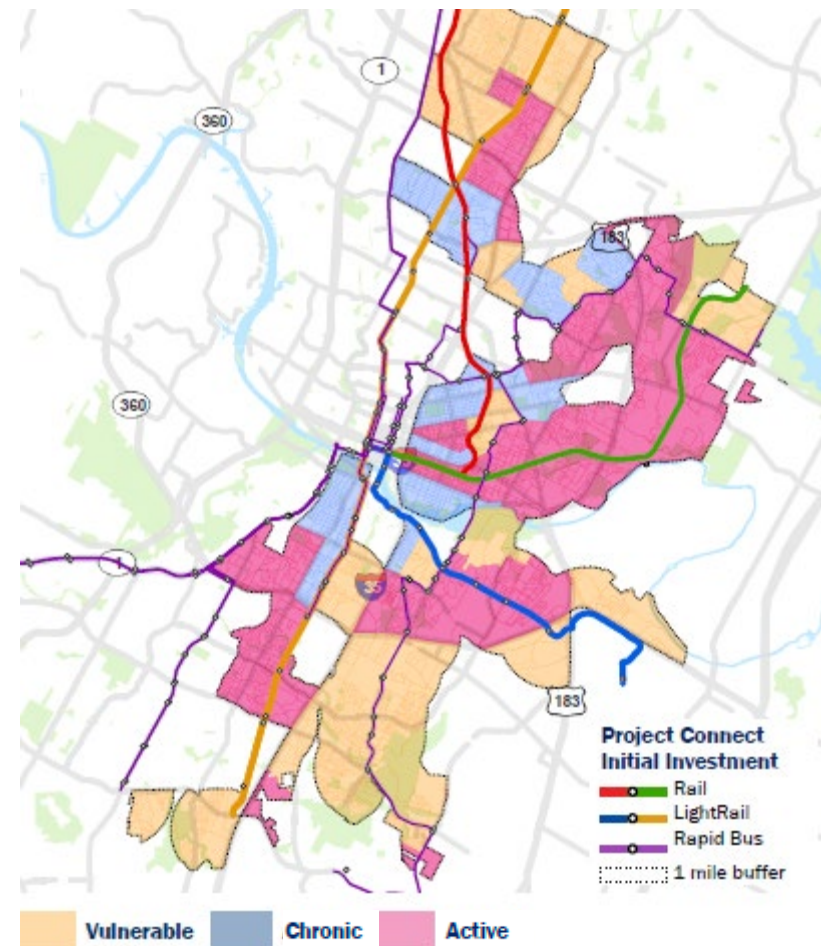 1
360
183
360
35
183
Project Connect
Initial Investment
Rail
LightRail
Rapid Bus
1 mile buffer
Vulnerable Chronic Active